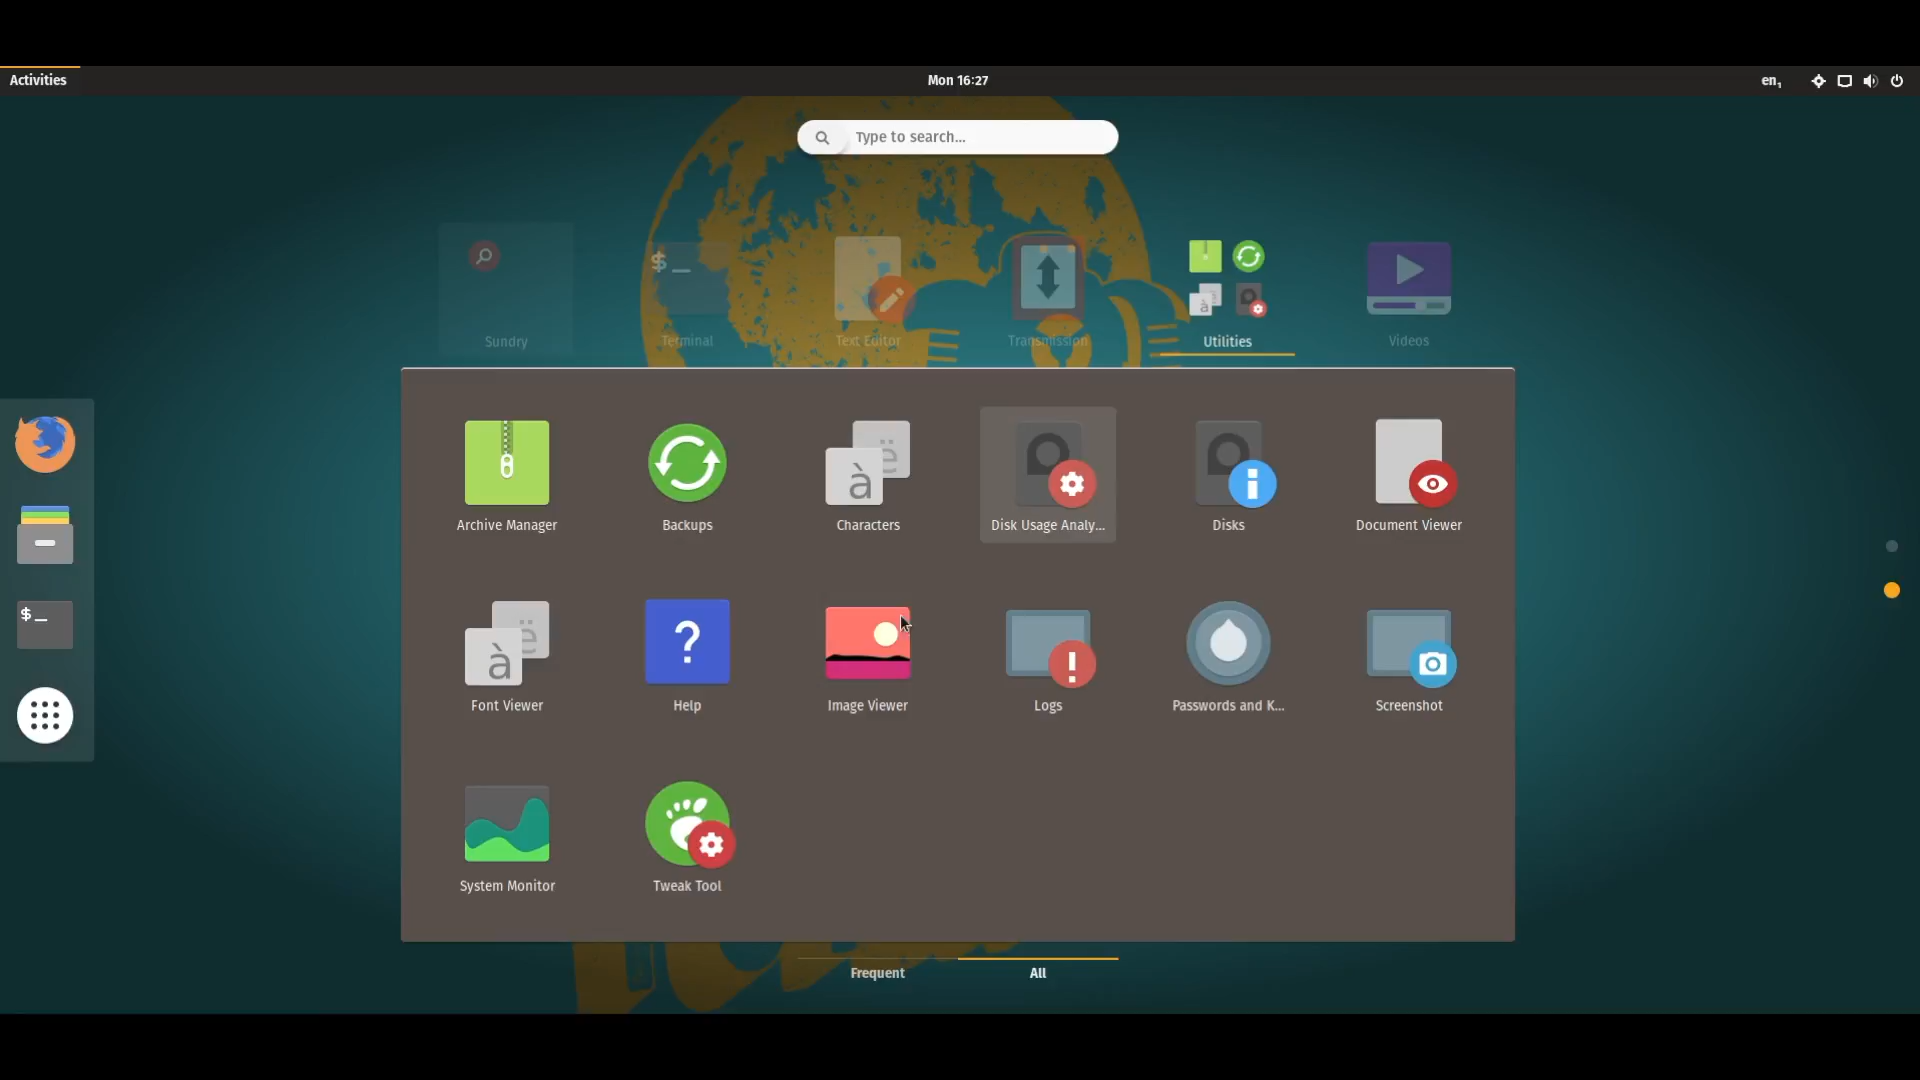 Activities
Mon 16:27
en₁
Type to search...
Sundry
Terminal
Text Editor
Transmission
Utilities
Videos
Archive Manager
Backups
Characters
Disk Usage Analy...
Disks
Document Viewer
Font Viewer
Help
Image Viewer
Logs
Passwords and K...
Screenshot
System Monitor
Tweak Tool
Frequent
All